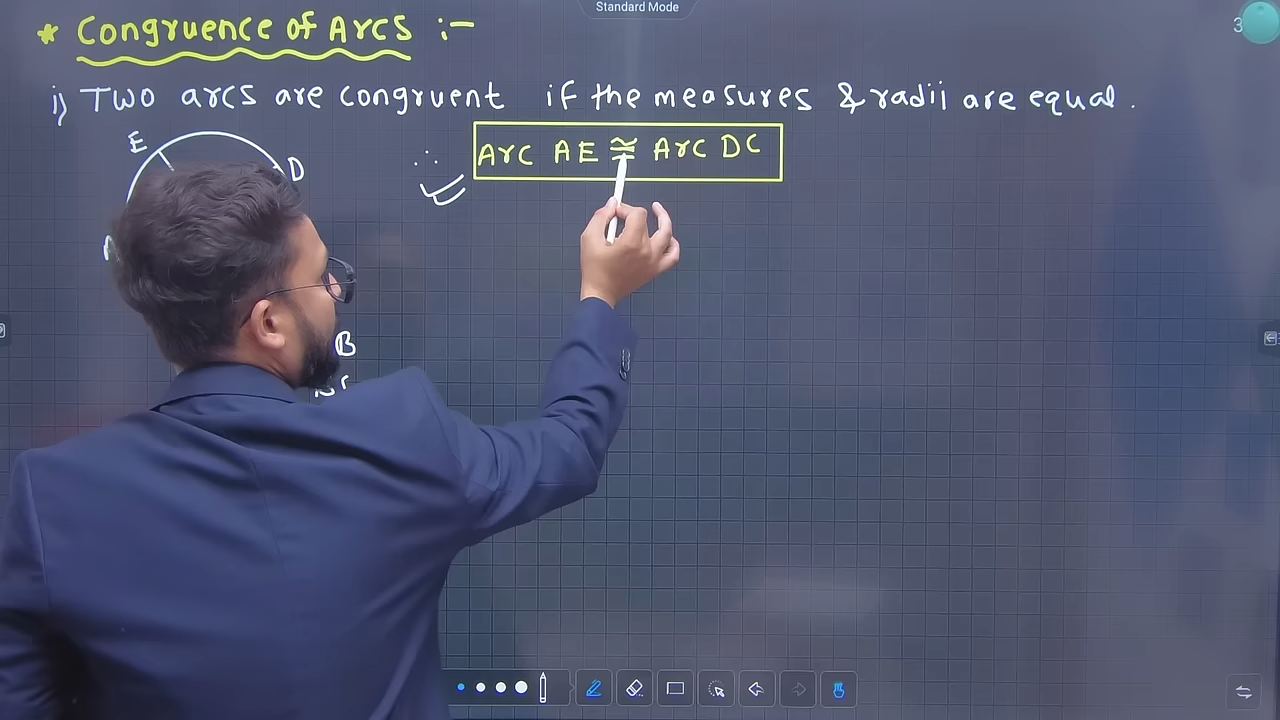 Standard Mode
3
* Congruence of Arcs :-
i) Two arcs are congruent if the measures & radii are equal.
E
D
∴ Arc AE ≅ Arc DC
B